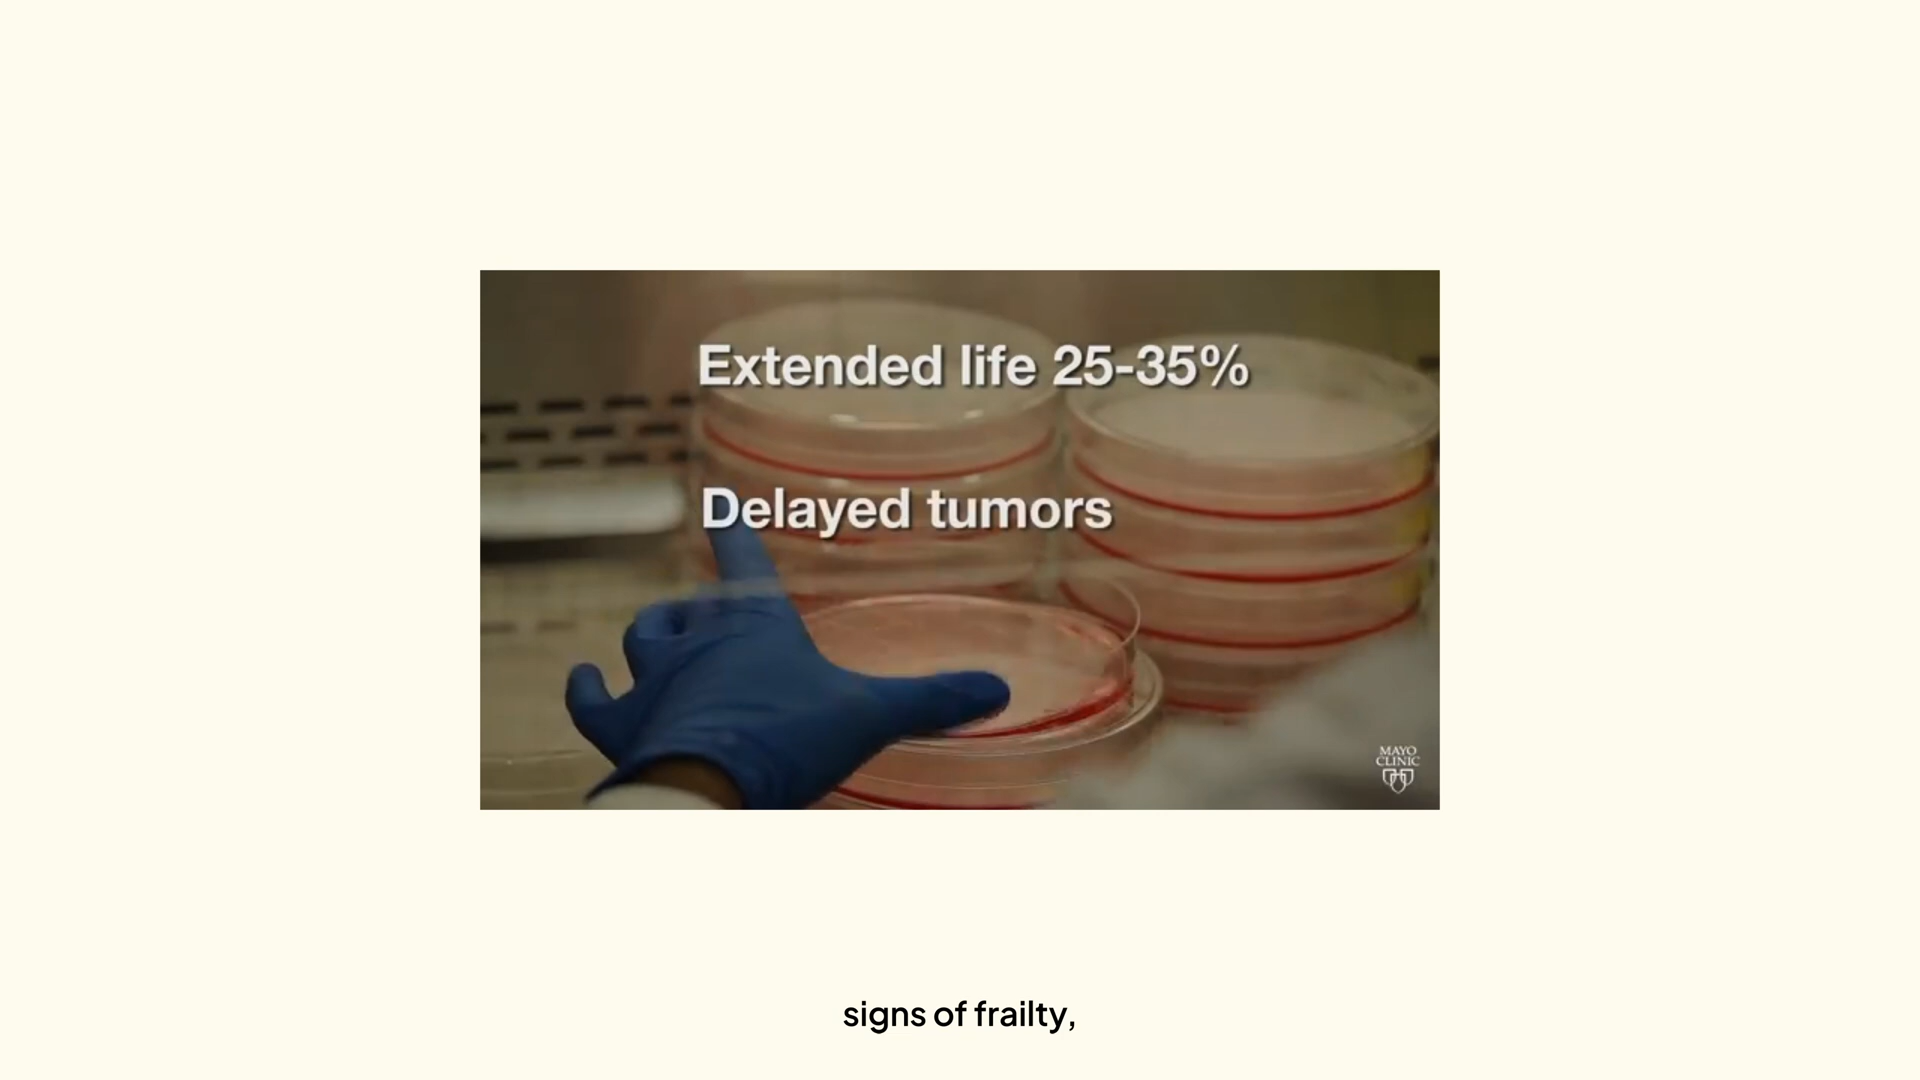 Extended life 25-35%
Delayed tumors
MAYO
CLINIC
signs of frailty,